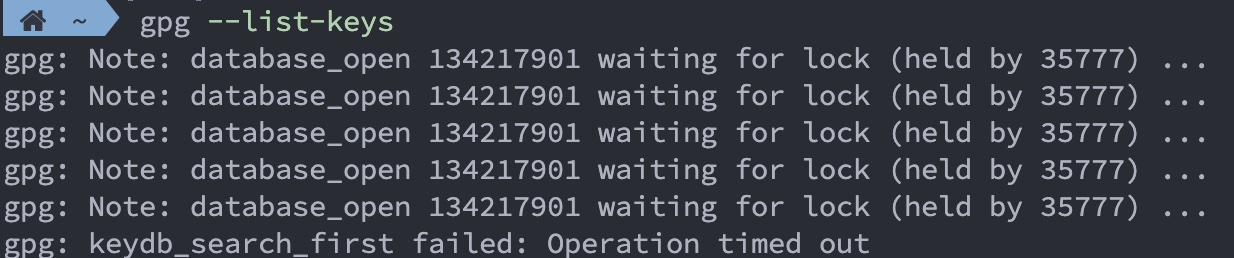 ~ gpg --list-keys
gpg: Note: database_open 134217901 waiting for lock (held by 35777) ...
gpg: Note: database_open 134217901 waiting for lock (held by 35777) ...
gpg: Note: database_open 134217901 waiting for lock (held by 35777) ...
gpg: Note: database_open 134217901 waiting for lock (held by 35777) ...
gpg: Note: database_open 134217901 waiting for lock (held by 35777) ...
gpg: keydb_search_first failed: Operation timed out